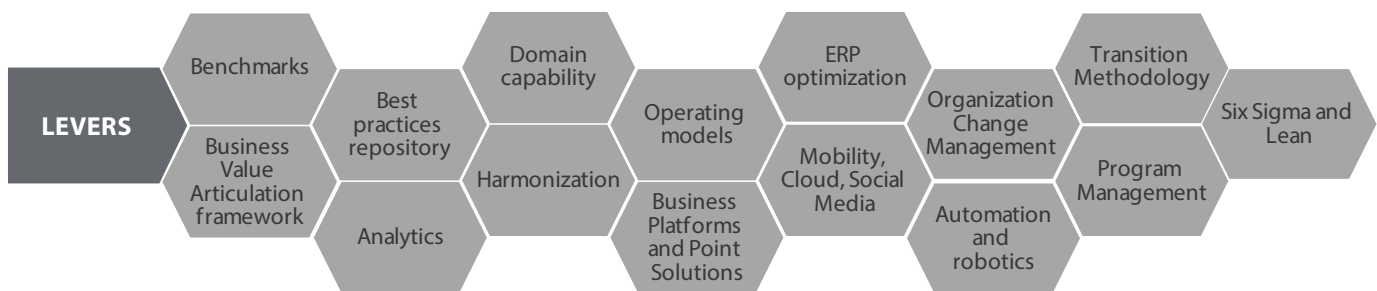 LEVERS
Benchmarks
Business
Value
Articulation
framework
Best
practices
repository
Analytics
Domain
capability
Harmonization
Operating
models
Business
Platforms
and Point
Solutions
ERP
optimization
Mobility,
Cloud, Social
Media
Organization
Change
Management
Automation
and
robotics
Transition
Methodology
Program
Management
Six Sigma and
Lean